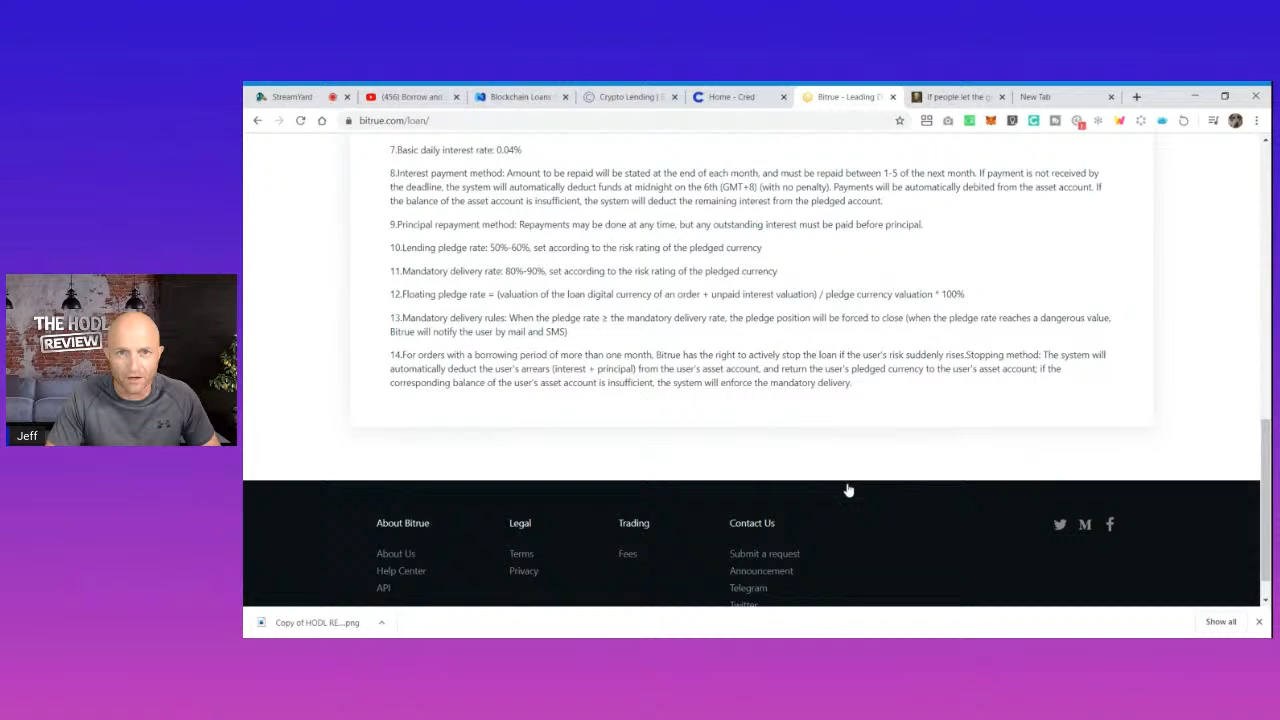 StreamYard
(456) Borrow and
Blockchain Loans
Crypto Lending |
Home - Cred
Bitrue - Leading D
If people let the g
New Tab
bitrue.com/loan/
7.Basic daily interest rate: 0.04%
8.Interest payment method: Amount to be repaid will be stated at the end of each month, and must be repaid between 1-5 of the next month. If payment is not received by
the deadline, the system will automatically deduct funds at midnight on the 6th (GMT+8) (with no penalty). Payments will be automatically debited from the asset account. If
the balance of the asset account is insufficient, the system will deduct the remaining interest from the pledged account.
9.Principal repayment method: Repayments may be done at any time, but any outstanding interest must be paid before principal.
10.Lending pledge rate: 50%-60%, set according to the risk rating of the pledged currency
11.Mandatory delivery rate: 80%-90%, set according to the risk rating of the pledged currency
12.Floating pledge rate = (valuation of the loan digital currency of an order + unpaid interest valuation) / pledge currency valuation * 100%
13.Mandatory delivery rules: When the pledge rate ≥ the mandatory delivery rate, the pledge position will be forced to close (when the pledge rate reaches a dangerous value,
Bitrue will notify the user by mail and SMS)
14.For orders with a borrowing period of more than one month, Bitrue has the right to actively stop the loan if the user's risk suddenly rises.Stopping method: The system will
automatically deduct the user's arrears (interest + principal) from the user's asset account, and return the user's pledged currency to the user's asset account; if the
corresponding balance of the user's asset account is insufficient, the system will enforce the mandatory delivery.
THE HODL
REVIEW
Jeff
About Bitrue
Legal
Trading
Contact Us
About Us
Terms
Fees
Submit a request
Help Center
Privacy
Announcement
API
Telegram
Twitter
Copy of HODL RE....png
Show all